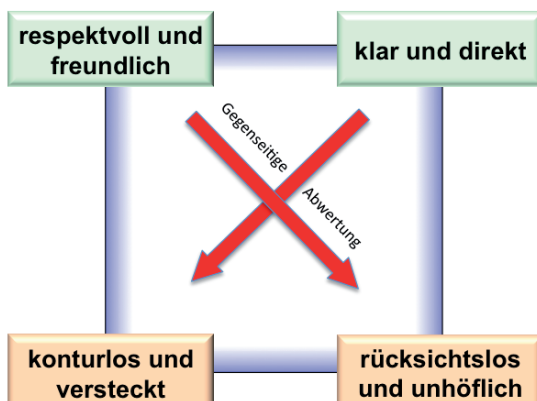 respektvoll und
freundlich
klar und direkt
Gegenseitige
Abwertung
konturlos und
versteckt
rücksichtslos
und unhöflich